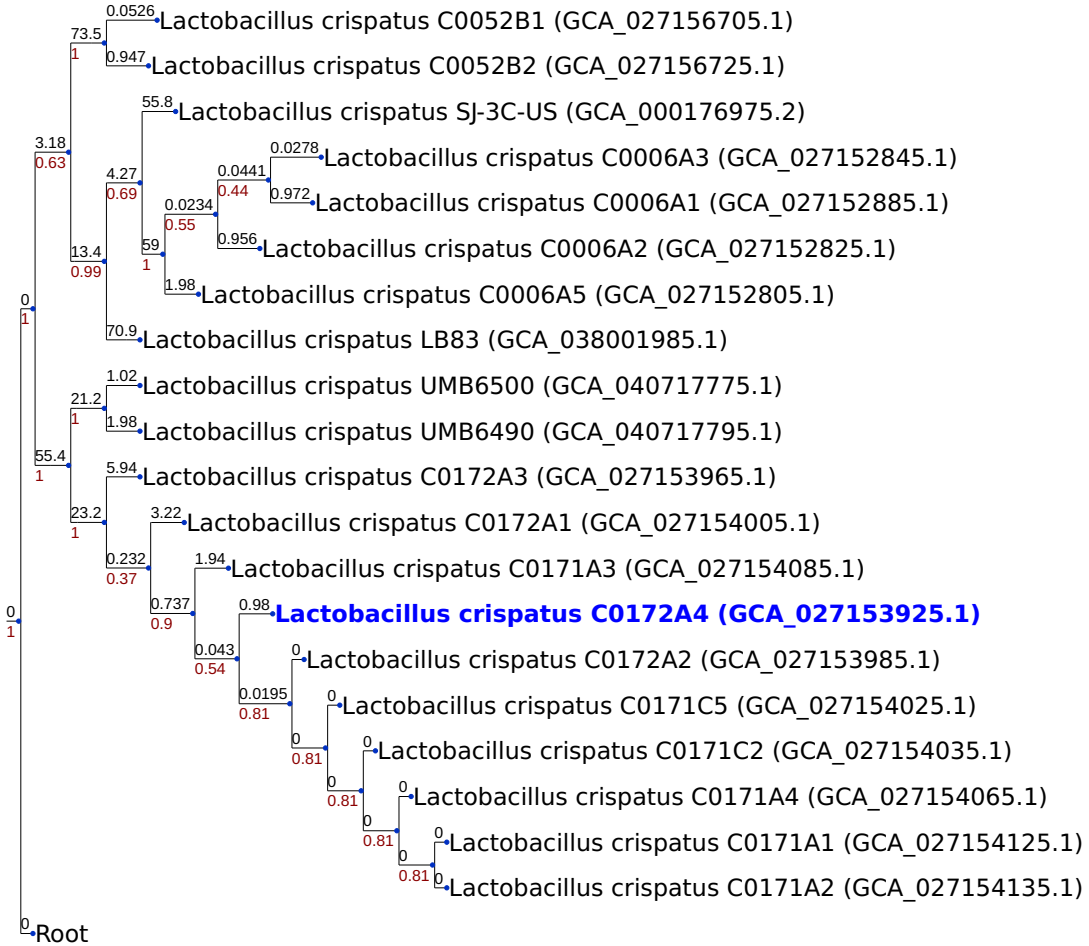 0.0526 Lactobacillus crispatus C0052B1 (GCA_027156705.1)
73.5
1
0.947 Lactobacillus crispatus C0052B2 (GCA_027156725.1)
55.8 Lactobacillus crispatus SJ-3C-US (GCA_000176975.2)
3.18
0.63
0.0278 Lactobacillus crispatus C0006A3 (GCA_027152845.1)
0.0441
0.44
4.27
0.69
0.972 Lactobacillus crispatus C0006A1 (GCA_027152885.1)
0.0234
0.55
0.956 Lactobacillus crispatus C0006A2 (GCA_027152825.1)
59
1
13.4
0.99
1.98 Lactobacillus crispatus C0006A5 (GCA_027152805.1)
0
1
70.9 Lactobacillus crispatus LB83 (GCA_038001985.1)
1.02 Lactobacillus crispatus UMB6500 (GCA_040717775.1)
21.2
1
1.98 Lactobacillus crispatus UMB6490 (GCA_040717795.1)
55.4
1
5.94 Lactobacillus crispatus C0172A3 (GCA_027153965.1)
23.2
1
3.22 Lactobacillus crispatus C0172A1 (GCA_027154005.1)
0.232
0.37
1.94 Lactobacillus crispatus C0171A3 (GCA_027154085.1)
0.737
0.9
0.98 Lactobacillus crispatus C0172A4 (GCA_027153925.1)
0
1
0.043
0.54
0 Lactobacillus crispatus C0172A2 (GCA_027153985.1)
0.0195
0.81
0 Lactobacillus crispatus C0171C5 (GCA_027154025.1)
0
0.81
0 Lactobacillus crispatus C0171C2 (GCA_027154035.1)
0
0.81
0 Lactobacillus crispatus C0171A4 (GCA_027154065.1)
0
0.81
0 Lactobacillus crispatus C0171A1 (GCA_027154125.1)
0
0.81
0 Lactobacillus crispatus C0171A2 (GCA_027154135.1)
0 Root